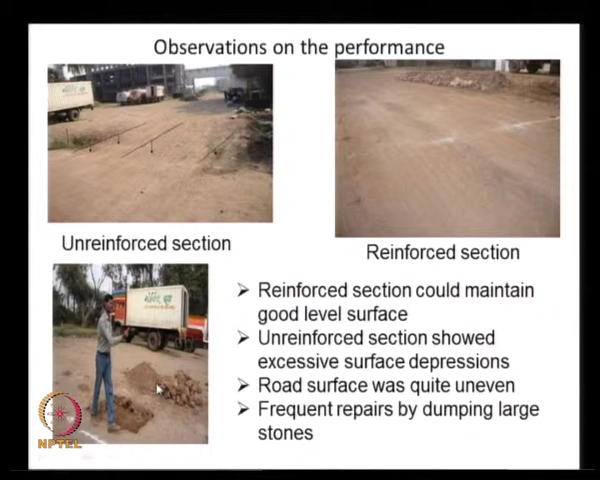 Observations on the performance
Unreinforced section
Reinforced section
➢ Reinforced section could maintain
good level surface
➢ Unreinforced section showed
excessive surface depressions
➢ Road surface was quite uneven
➢ Frequent repairs by dumping large
stones
NPTEL